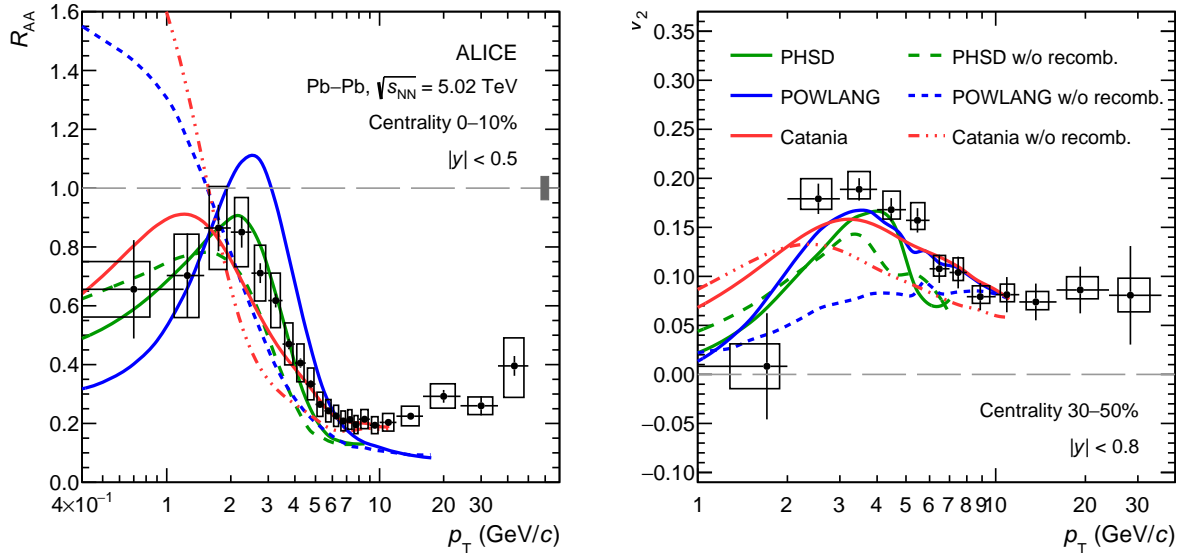 R_AA
1.6
1.4
1.2
1.0
0.8
0.6
0.4
0.2
0.0
ALICE
Pb–Pb, √s_NN = 5.02 TeV
Centrality 0–10%
|y| < 0.5
4×10⁻¹ 1 2 3 4 5 6 7 10 20 30
p_T (GeV/c)
v_2
0.35
0.30
0.25
0.20
0.15
0.10
0.05
0.00
−0.05
−0.10
PHSD PHSD w/o recomb.
POWLANG POWLANG w/o recomb.
Catania Catania w/o recomb.
Centrality 30–50%
|y| < 0.8
1 2 3 4 5 6 7 8 9 10 20 30
p_T (GeV/c)